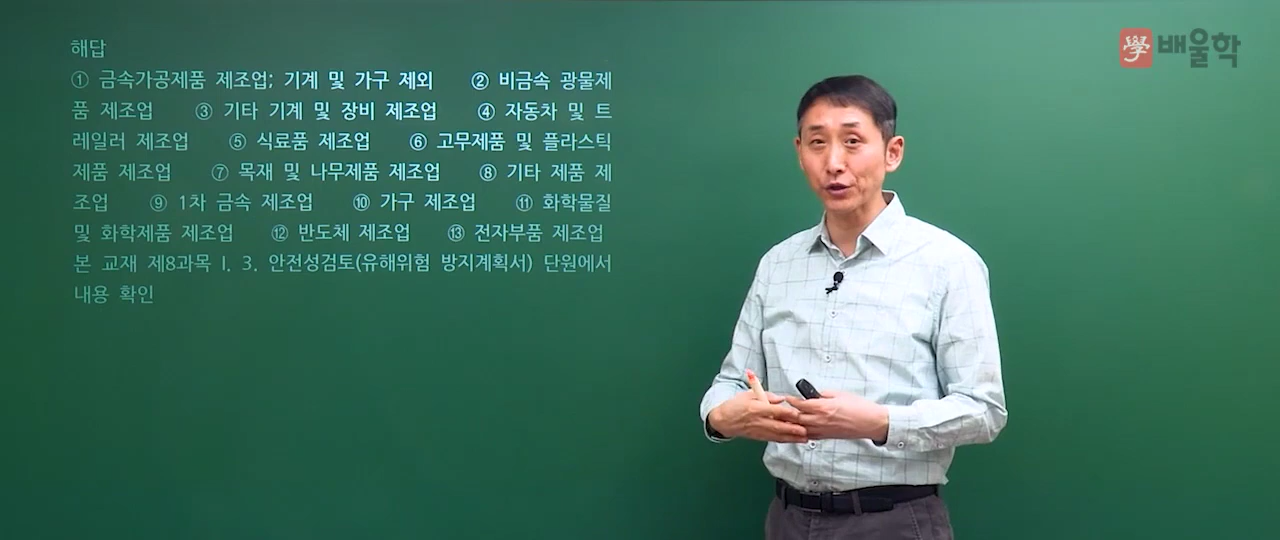 해답
① 금속가공제품 제조업; 기계 및 가구 제외 ② 비금속 광물제
품 제조업 ③ 기타 기계 및 장비 제조업 ④ 자동차 및 트
레일러 제조업 ⑤ 식료품 제조업 ⑥ 고무제품 및 플라스틱
제품 제조업 ⑦ 목재 및 나무제품 제조업 ⑧ 기타 제품 제
조업 ⑨ 1차 금속 제조업 ⑩ 가구 제조업 ⑪ 화학물질
및 화학제품 제조업 ⑫ 반도체 제조업 ⑬ 전자부품 제조업
본 교재 제8과목 I. 3. 안전성검토(유해위험 방지계획서) 단원에서
내용 확인
學 배울학